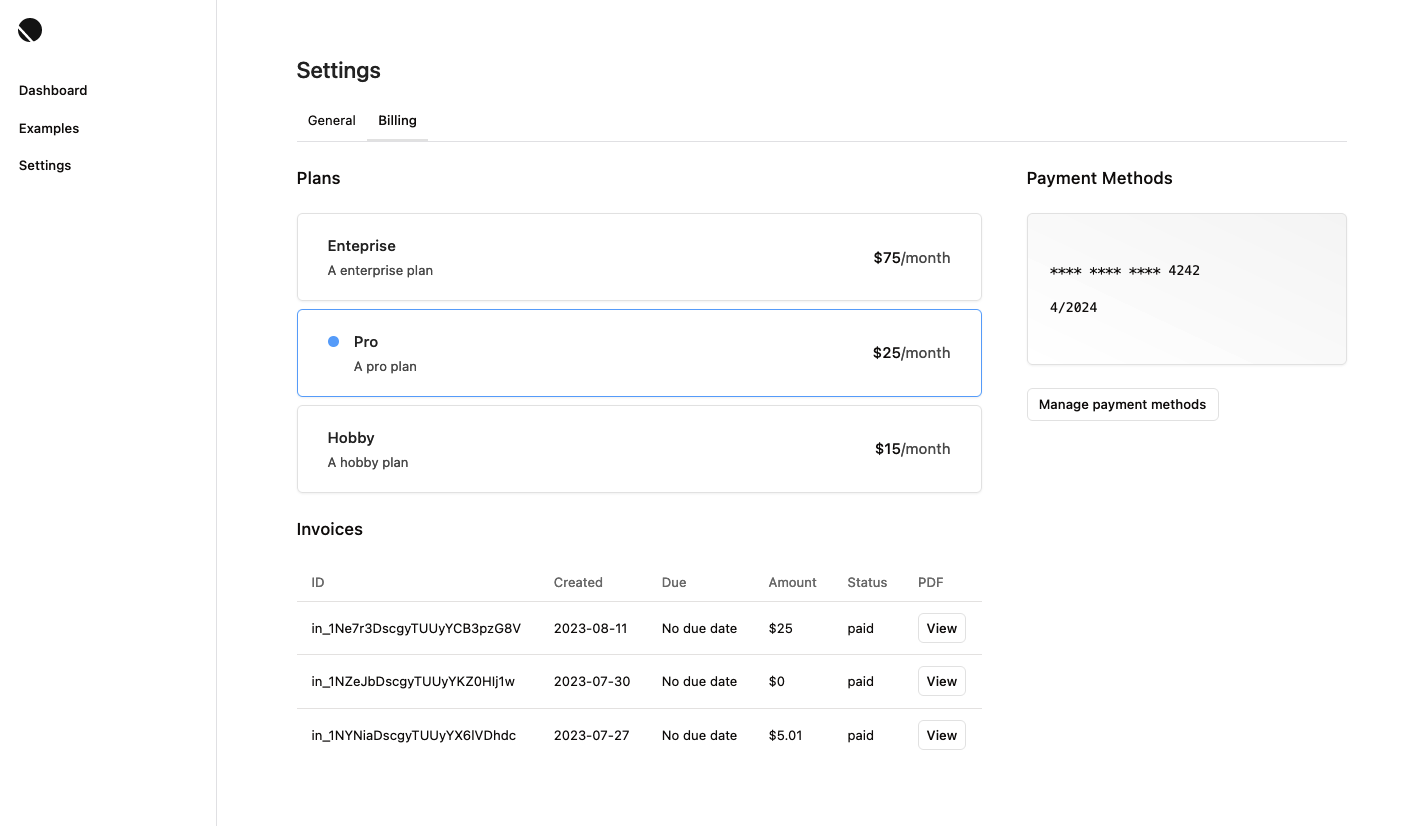 Dashboard
Examples
Settings
Settings
General Billing
Plans
Enteprise
A enterprise plan
$75/month
Pro
A pro plan
$25/month
Hobby
A hobby plan
$15/month
Payment Methods
**** **** **** 4242
4/2024
Manage payment methods
Invoices
ID Created Due Amount Status PDF
in_1Ne7r3DscgyTUUyYCB3pzG8V 2023-08-11 No due date $25 paid View
in_1NZeJbDscgyTUUyYKZ0HIj1w 2023-07-30 No due date $0 paid View
in_1NYNiaDscgyTUUyYX6lVDhdc 2023-07-27 No due date $5.01 paid View